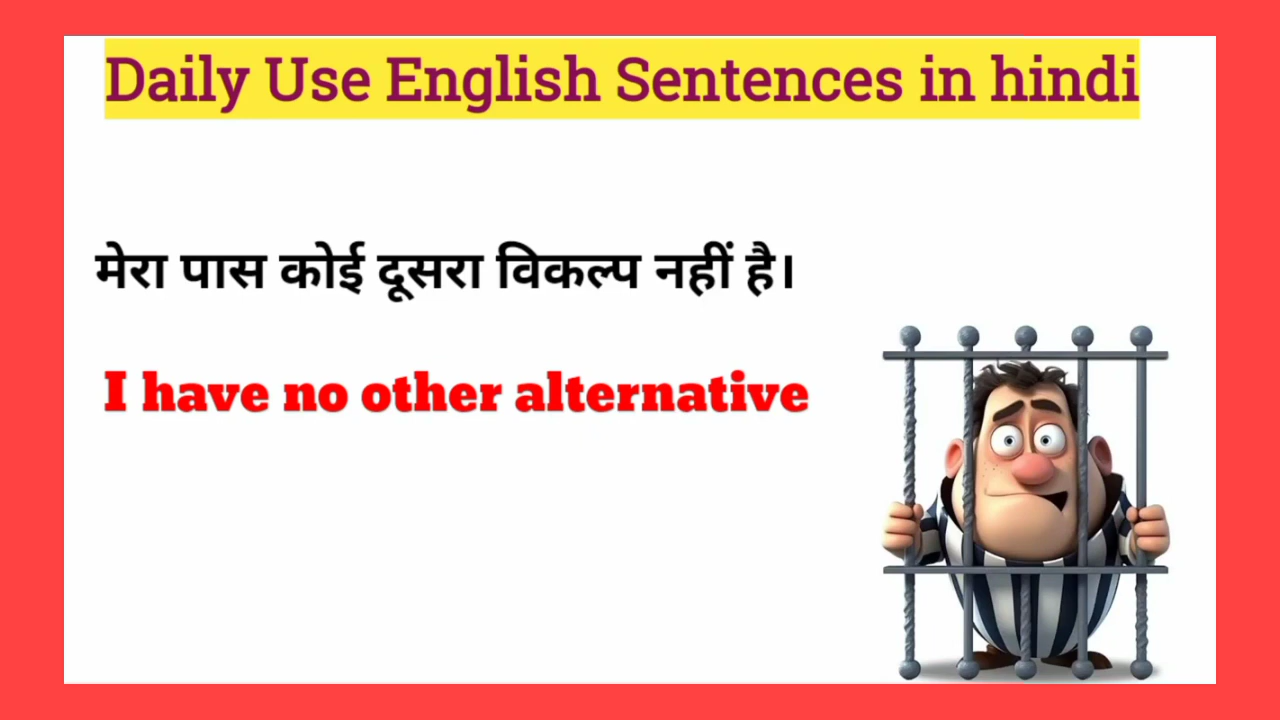 Daily Use English Sentences in hindi
मेरा पास कोई दूसरा विकल्प नहीं है।
I have no other alternative